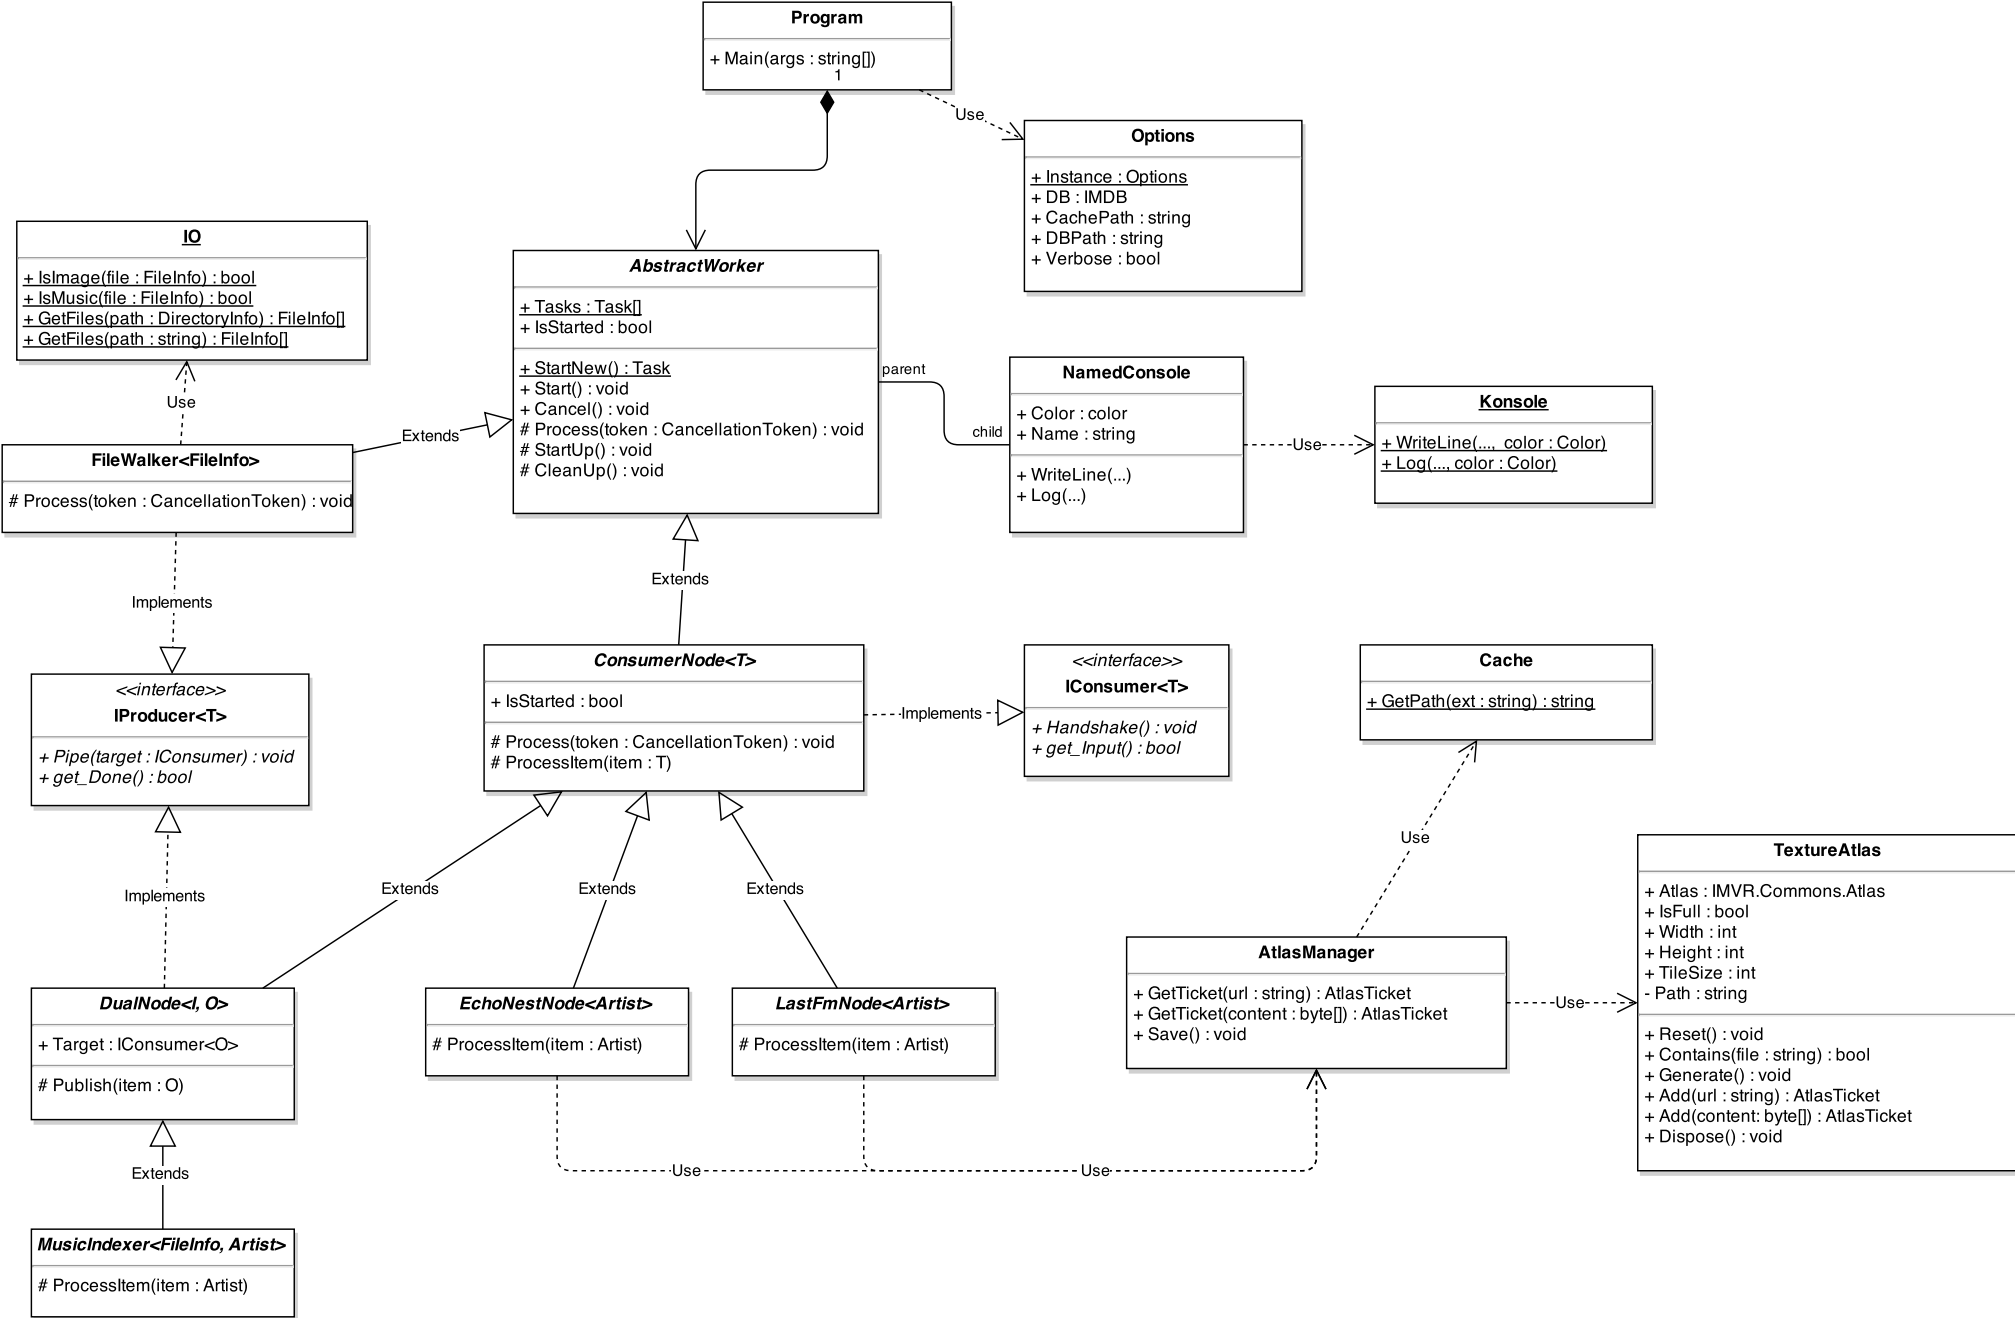 Program
+ Main(args : string[])
1
Use
Options
+ Instance : Options
+ DB : IMDB
+ CachePath : string
+ DBPath : string
+ Verbose : bool
IO
+ IsImage(file : FileInfo) : bool
+ IsMusic(file : FileInfo) : bool
+ GetFiles(path : DirectoryInfo) : FileInfo[]
+ GetFiles(path : string) : FileInfo[]
Use
AbstractWorker
+ Tasks : Task[]
+ IsStarted : bool
+ StartNew() : Task
+ Start() : void
+ Cancel() : void
# Process(token : CancellationToken) : void
# StartUp() : void
# CleanUp() : void
parent
child
NamedConsole
+ Color : color
+ Name : string
+ WriteLine(...)
+ Log(...)
Use
Konsole
+ WriteLine(..., color : Color)
+ Log(..., color : Color)
Extends
FileWalker<FileInfo>
# Process(token : CancellationToken) : void
Implements
Extends
<<interface>>
IProducer<T>
+ Pipe(target : IConsumer) : void
+ get_Done() : bool
ConsumerNode<T>
+ IsStarted : bool
# Process(token : CancellationToken) : void
# ProcessItem(item : T)
Implements
<<interface>>
IConsumer<T>
+ Handshake() : void
+ get_Input() : bool
Cache
+ GetPath(ext : string) : string
Use
Implements
Extends
Extends
Extends
TextureAtlas
+ Atlas : IMVR.Commons.Atlas
+ IsFull : bool
+ Width : int
+ Height : int
+ TileSize : int
- Path : string
+ Reset() : void
+ Contains(file : string) : bool
+ Generate() : void
+ Add(url : string) : AtlasTicket
+ Add(content: byte[]) : AtlasTicket
+ Dispose() : void
AtlasManager
+ GetTicket(url : string) : AtlasTicket
+ GetTicket(content : byte[]) : AtlasTicket
+ Save() : void
Use
DualNode<I, O>
+ Target : IConsumer<O>
# Publish(item : O)
EchoNestNode<Artist>
# ProcessItem(item : Artist)
LastFmNode<Artist>
# ProcessItem(item : Artist)
Use
Use
Extends
MusicIndexer<FileInfo, Artist>
# ProcessItem(item : Artist)